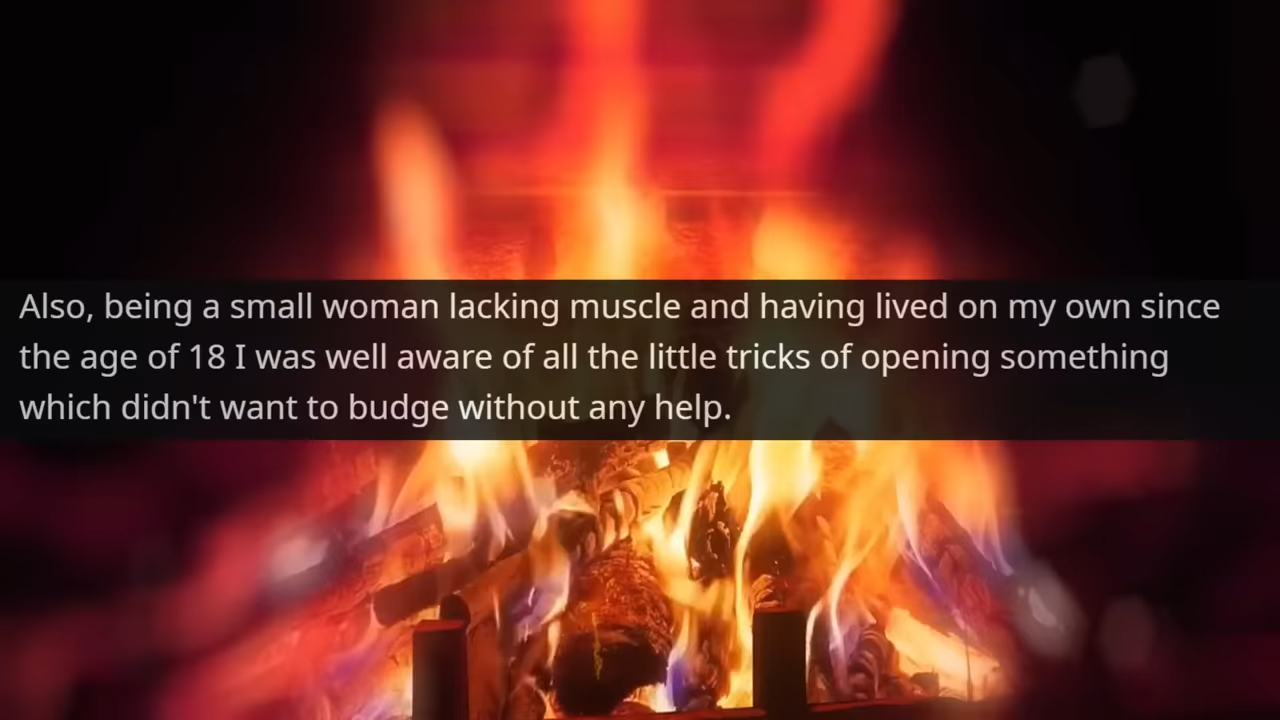 Also, being a small woman lacking muscle and having lived on my own since
the age of 18 I was well aware of all the little tricks of opening something
which didn't want to budge without any help.